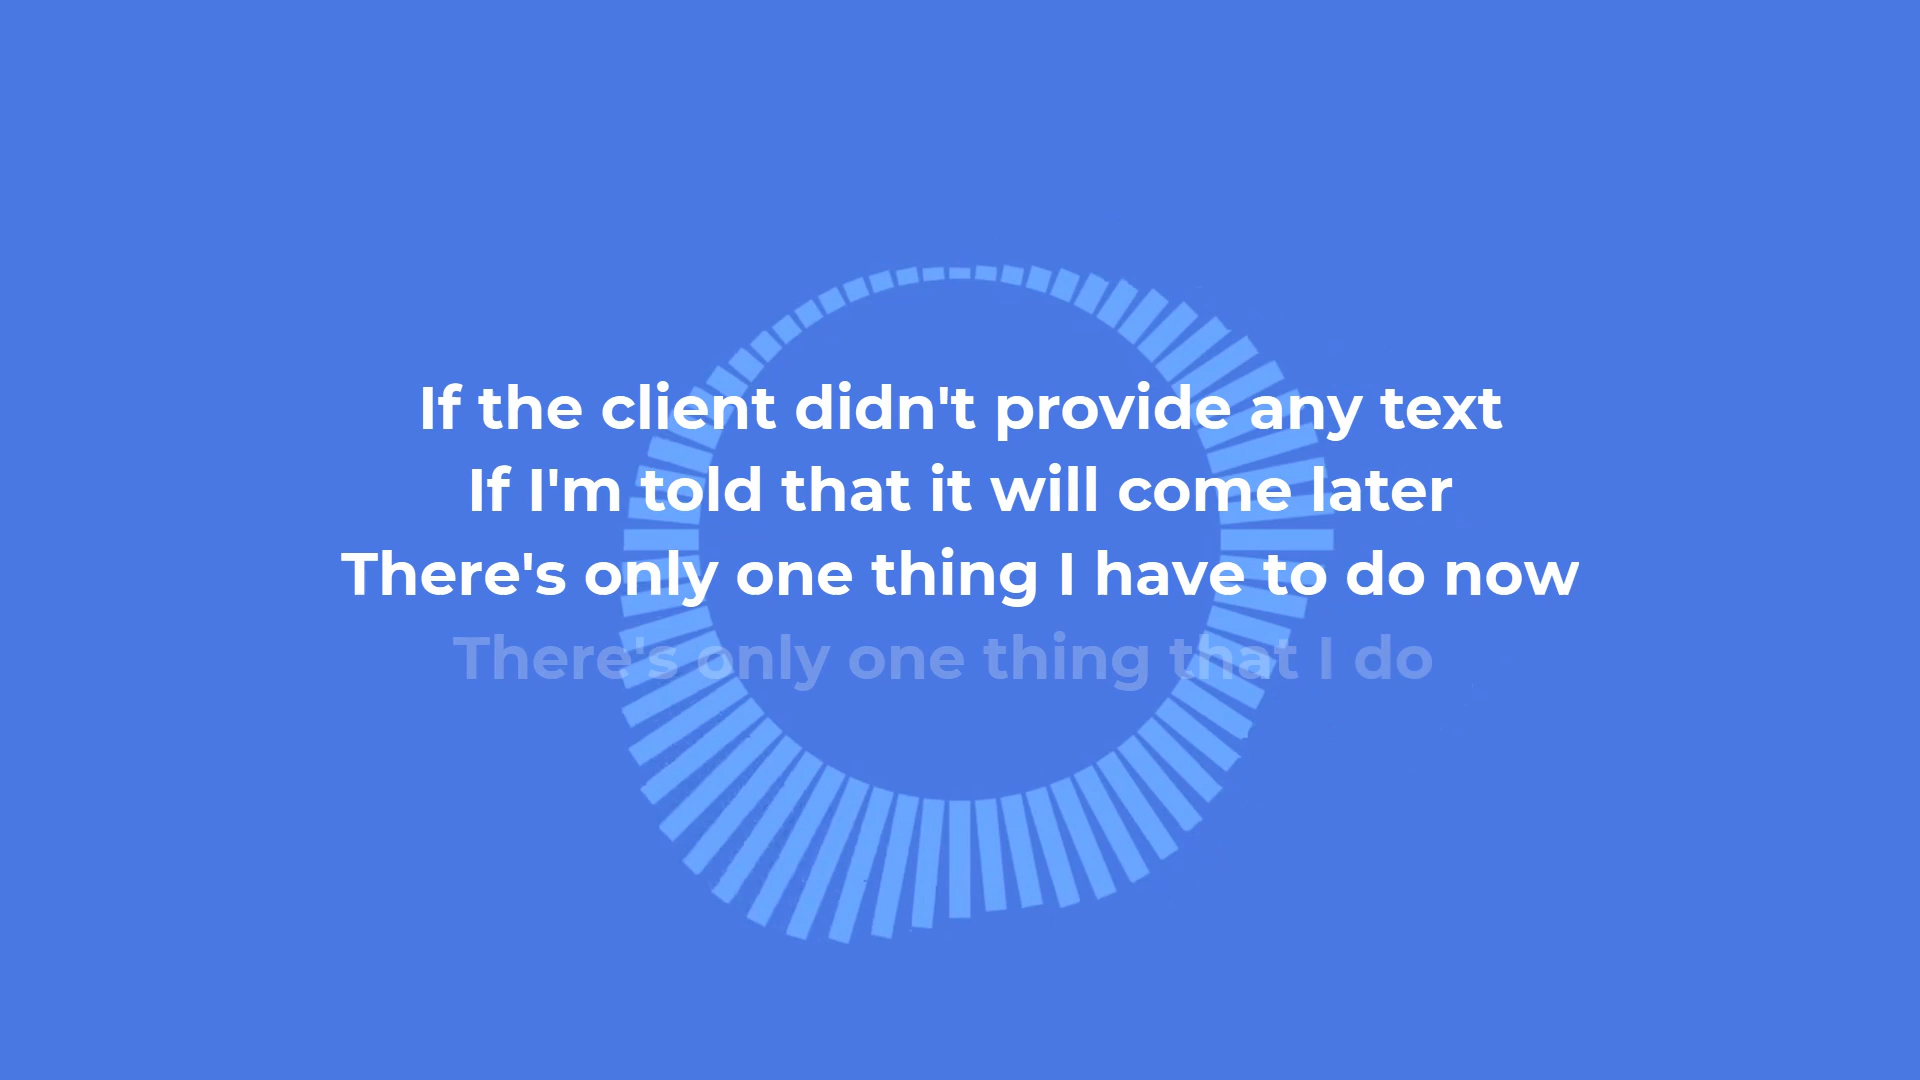 If the client didn't provide any text
If I'm told that it will come later
There's only one thing I have to do now
There's only one thing that I do